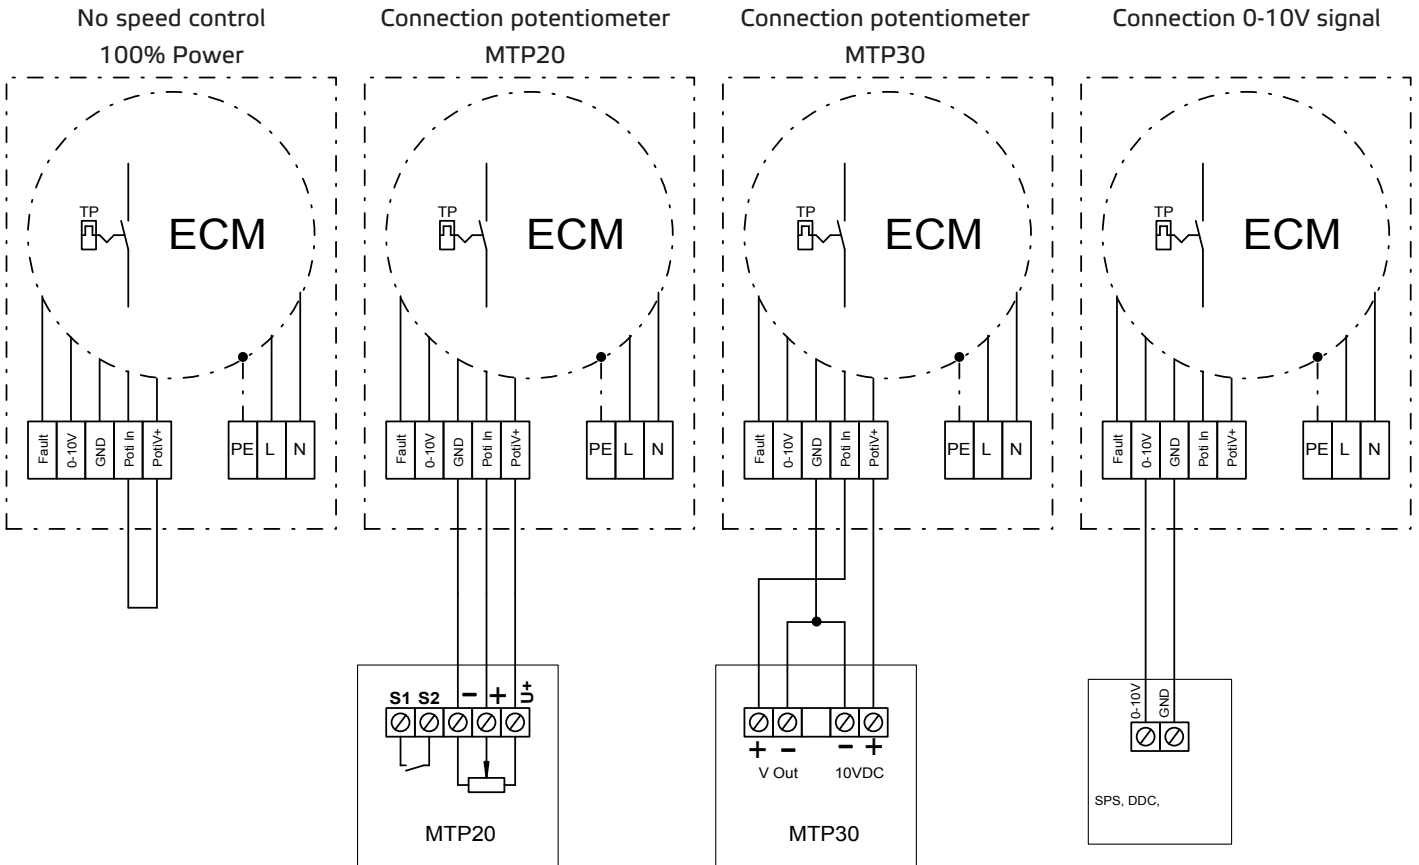 No speed control
100% Power
Connection potentiometer
MTP20
Connection potentiometer
MTP30
Connection 0-10V signal
TP
ECM
TP
ECM
TP
ECM
TP
ECM
Fault
0-10V
GND
Poti In
PotiV+
PE L N
Fault
0-10V
GND
Poti In
PotiV+
PE L N
Fault
0-10V
GND
Poti In
PotiV+
PE L N
Fault
0-10V
GND
Poti In
PotiV+
PE L N
S1 S2 − + U+
MTP20
+ − − +
V Out 10VDC
MTP30
0-10V
GND
SPS, DDC,